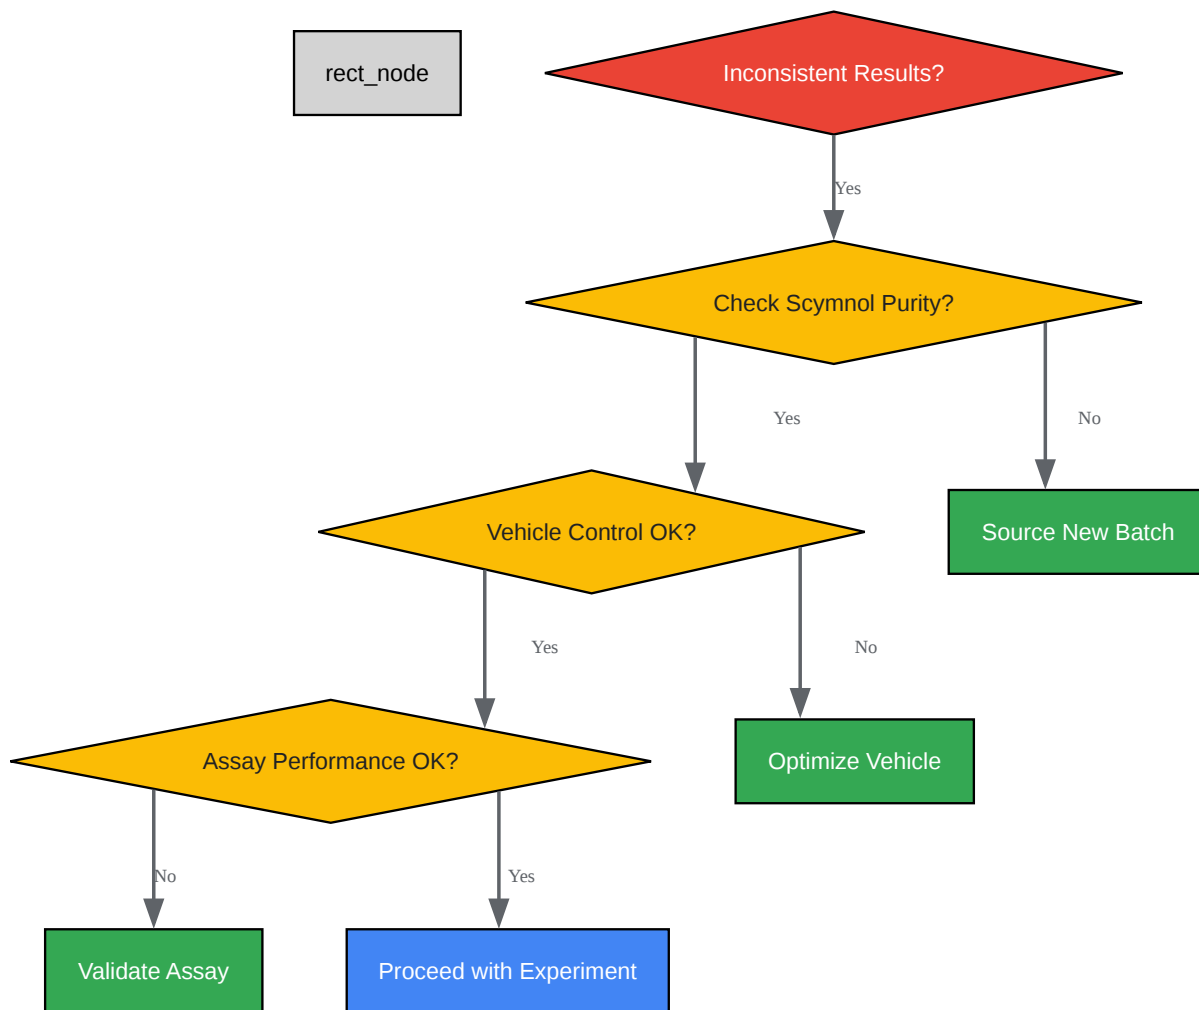 rect_node
Inconsistent Results?
Yes
Check Scymnol Purity?
Yes
No
Vehicle Control OK?
Source New Batch
Yes
No
Assay Performance OK?
Optimize Vehicle
No
Yes
Validate Assay
Proceed with Experiment